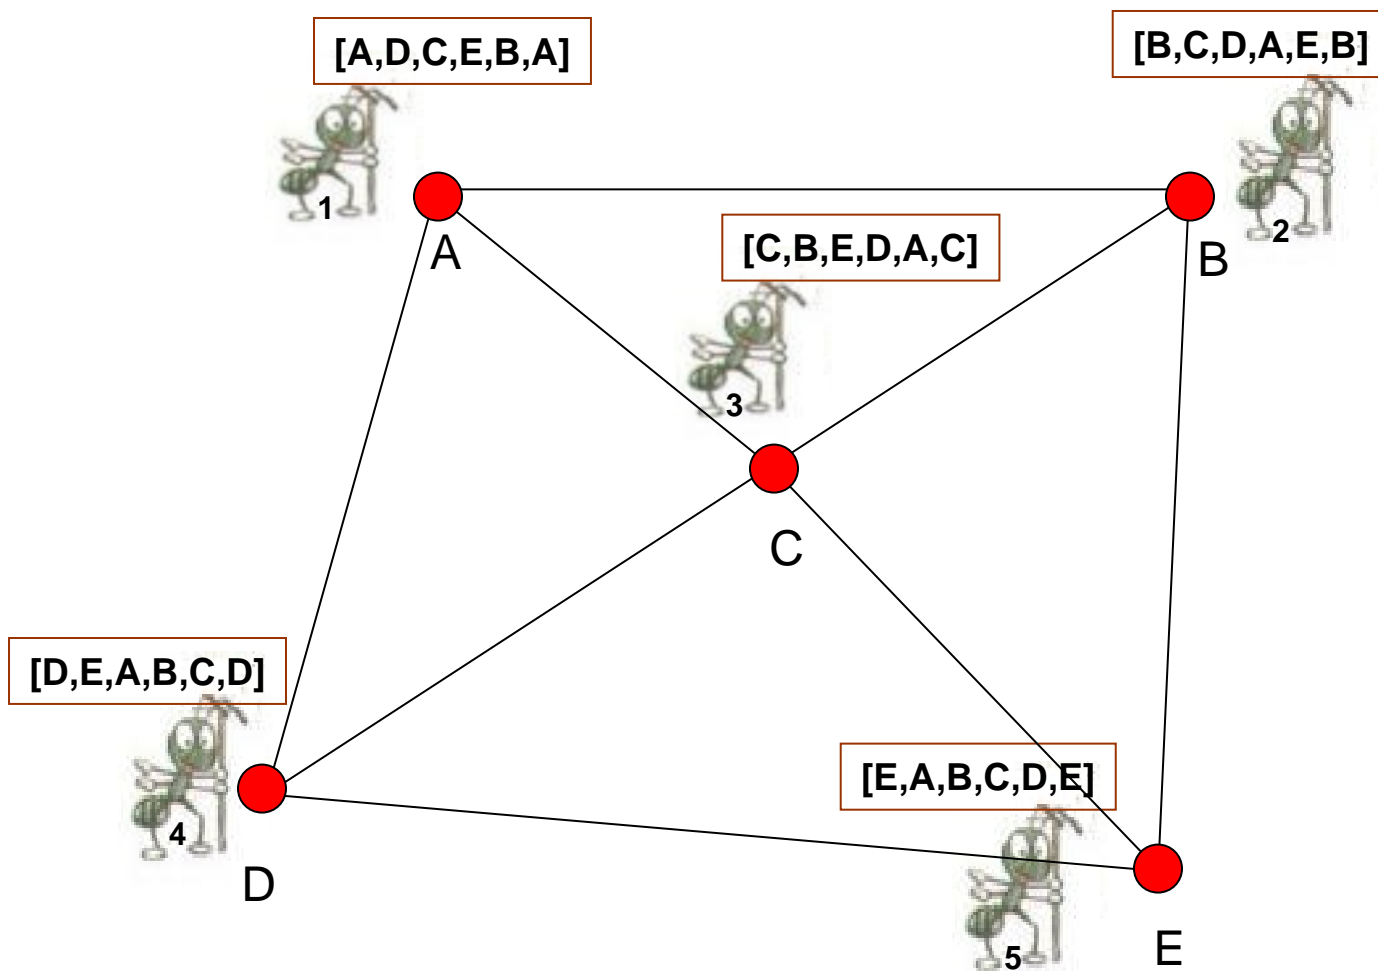 [A,D,C,E,B,A]
[B,C,D,A,E,B]
1
2
A
B
[C,B,E,D,A,C]
3
C
[D,E,A,B,C,D]
[E,A,B,C,D,E]
4
D
5
E